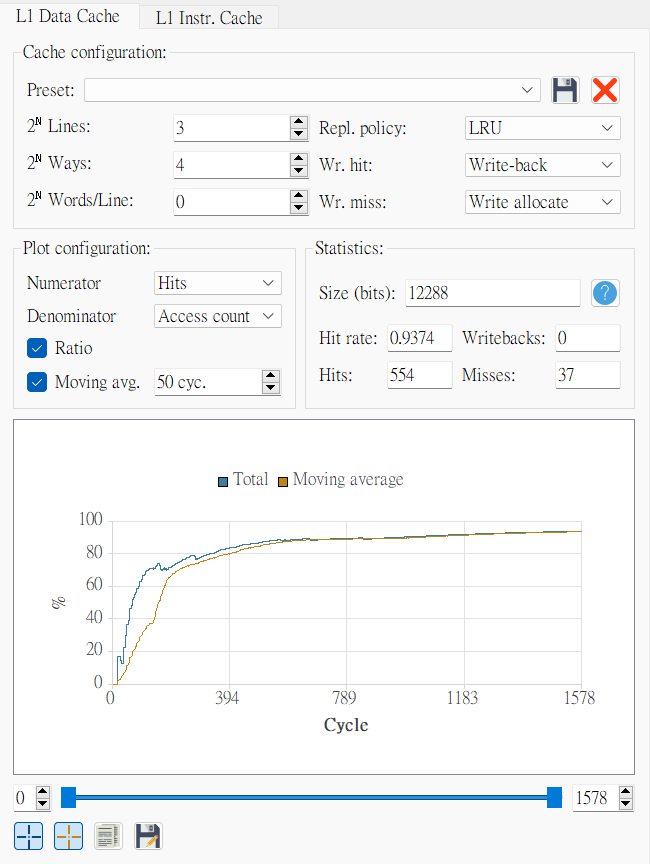 L1 Data Cache L1 Instr. Cache
Cache configuration:
Preset:
2ᴺ Lines: 3 Repl. policy: LRU
2ᴺ Ways: 4 Wr. hit: Write-back
2ᴺ Words/Line: 0 Wr. miss: Write allocate
Plot configuration:
Numerator Hits
Denominator Access count
Ratio
Moving avg. 50 cyc.
Statistics:
Size (bits): 12288 ?
Hit rate: 0.9374 Writebacks: 0
Hits: 554 Misses: 37
Total Moving average
100
80
60
40
20
0
%
0 394 789 1183 1578
Cycle
0 1578